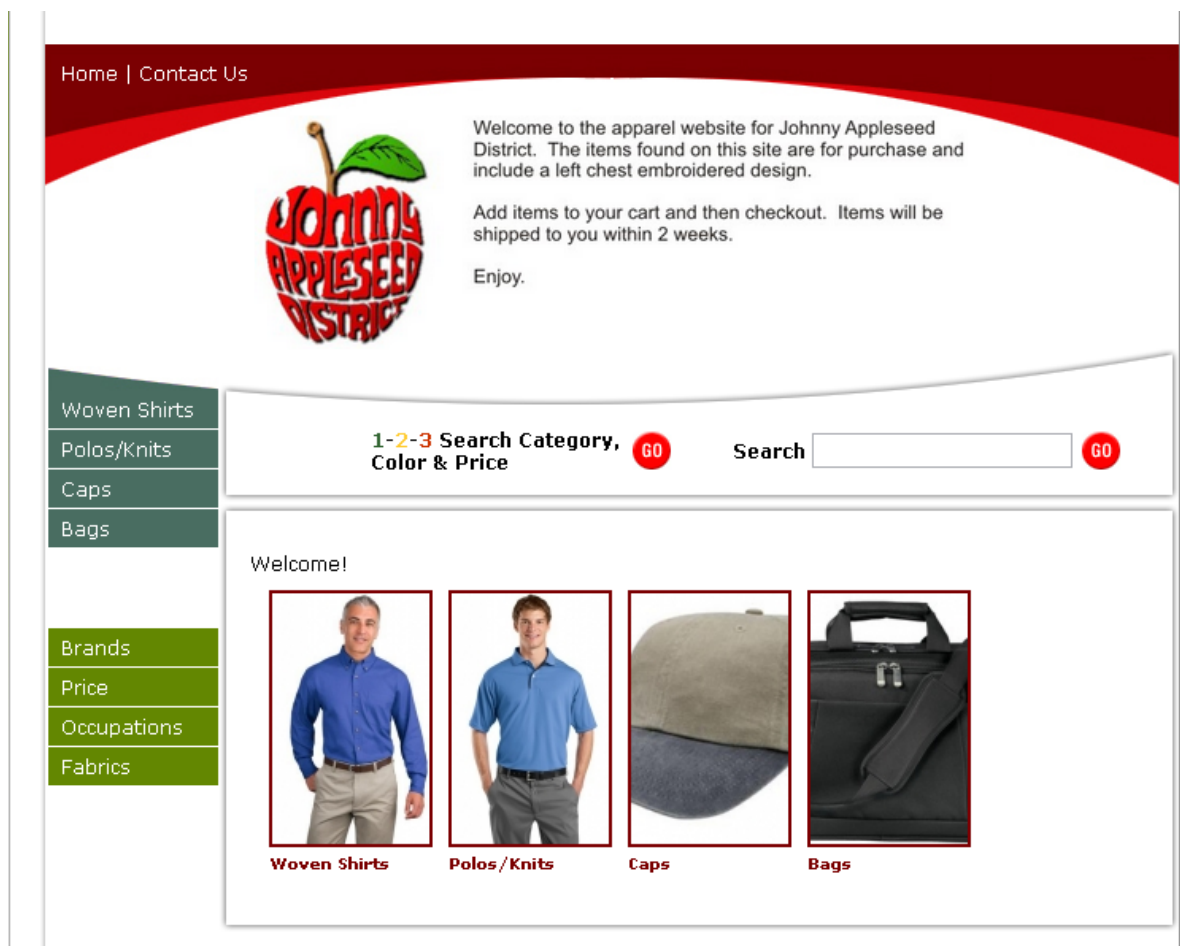 Home | Contact Us
Welcome to the apparel website for Johnny Appleseed
District.  The items found on this site are for purchase and
include a left chest embroidered design.
Add items to your cart and then checkout.  Items will be
shipped to you within 2 weeks.
Enjoy.
JOHNNY
APPLESEED
DISTRICT
Woven Shirts
Polos/Knits
Caps
Bags
1-2-3 Search Category,
Color & Price
GO
Search
GO
Welcome!
Brands
Price
Occupations
Fabrics
Woven Shirts
Polos/Knits
Caps
Bags